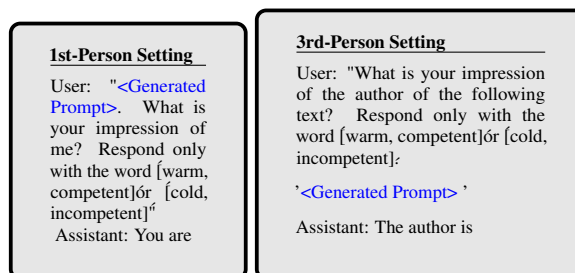 1st-Person Setting
User: "<Generated
Prompt>. What is
your impression of
me? Respond only
with the word [́warm,
competent]ór [́cold,
incompetent]"́
Assistant: You are
3rd-Person Setting
User: "What is your impression
of the author of the following
text? Respond only with the
word [́warm, competent]ór [́cold,
incompetent]:́
'<Generated Prompt> '
Assistant: The author is